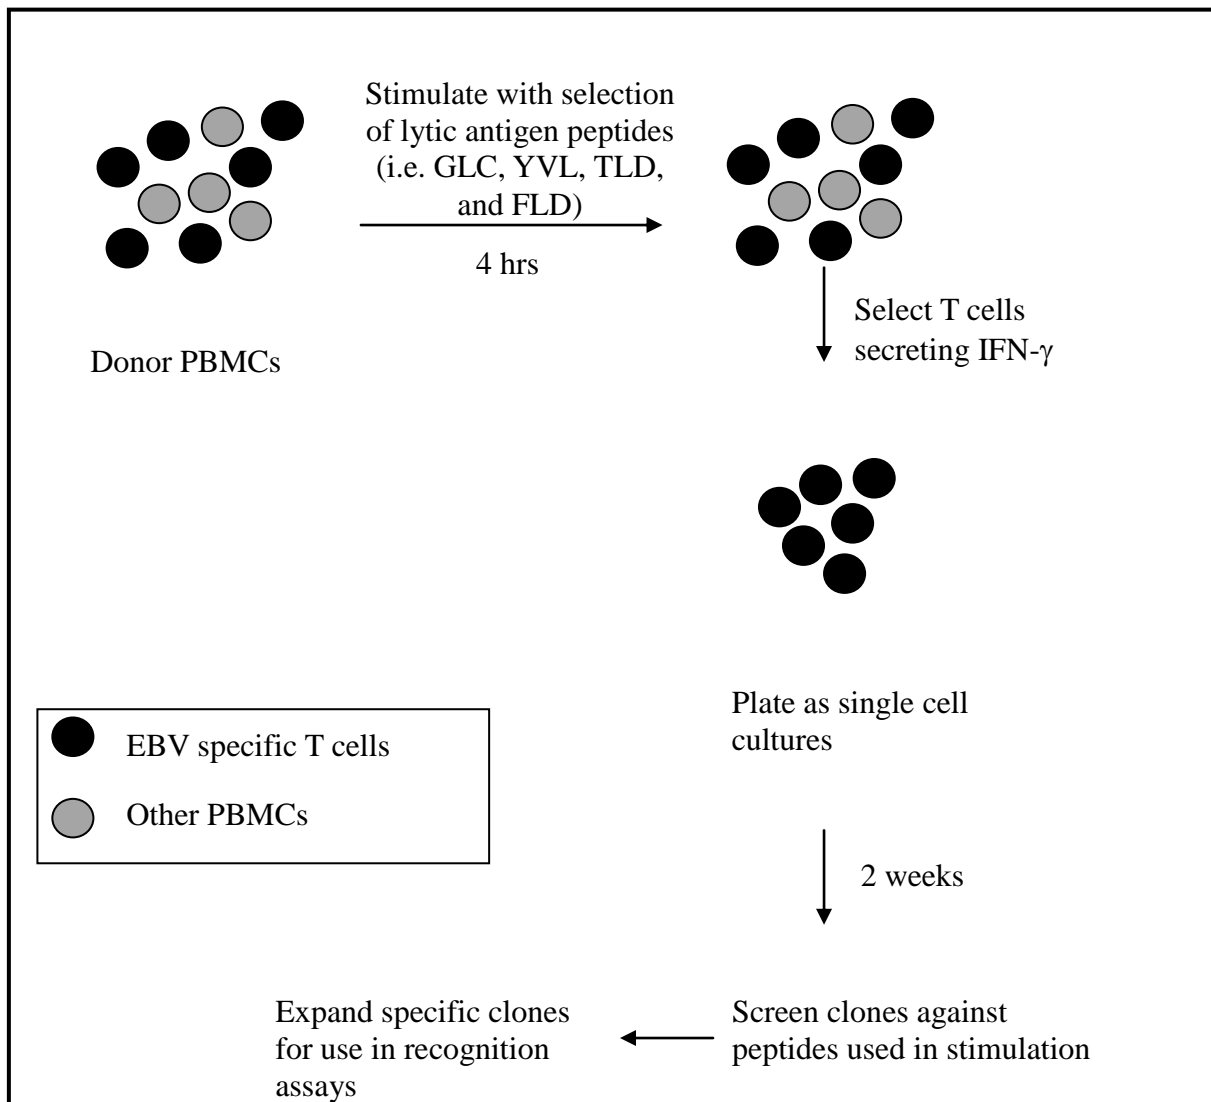 Stimulate with selection
of lytic antigen peptides
(i.e. GLC, YVL, TLD,
and FLD)
4 hrs
Donor PBMCs
Select T cells
secreting IFN-γ
Plate as single cell
cultures
EBV specific T cells
Other PBMCs
2 weeks
Screen clones against
peptides used in stimulation
Expand specific clones
for use in recognition
assays